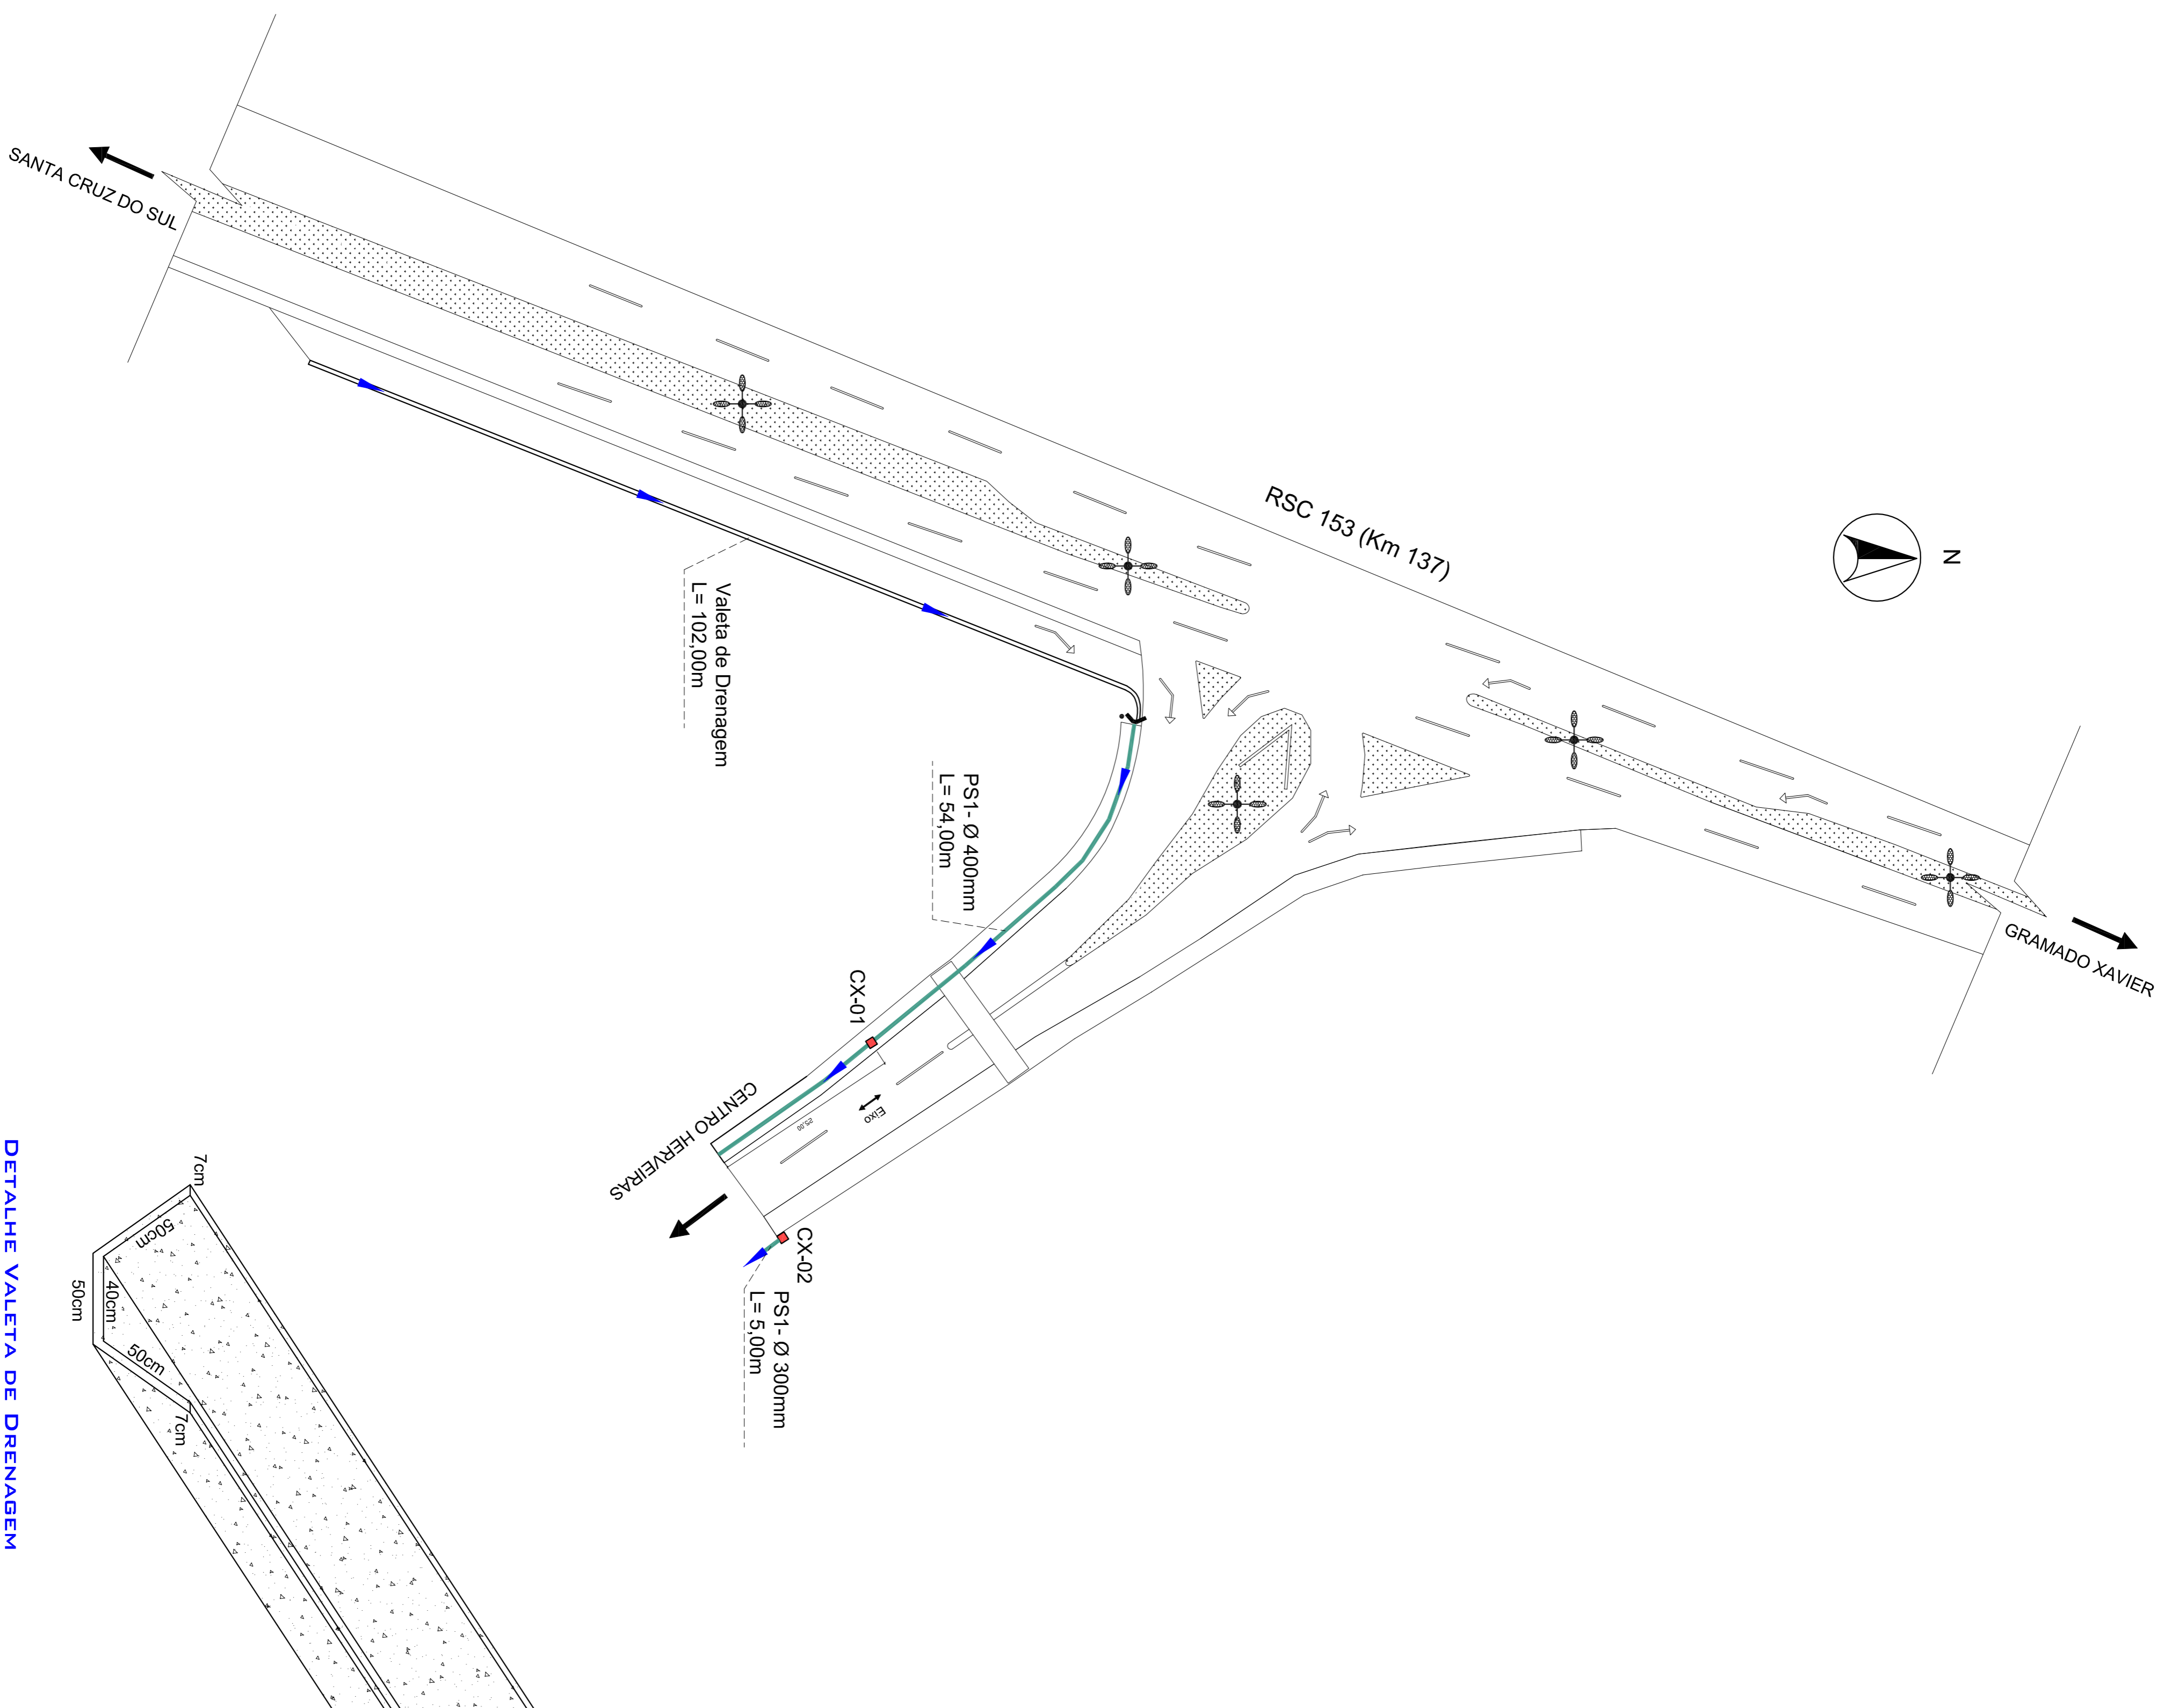 SANTA CRUZ DO SUL
RSC 153 (Km 137)
N
GRAMADO XAVIER
Valeta de Drenagem
L= 102,00m
PS1- Ø 400mm
L= 54,00m
CX-01
Eixo
25,00
CENTRO HERVEIRAS
CX-02
PS1- Ø 300mm
L= 5,00m
7cm
50cm
40cm
50cm
50cm
7cm
DETALHE VALETA DE DRENAGEM